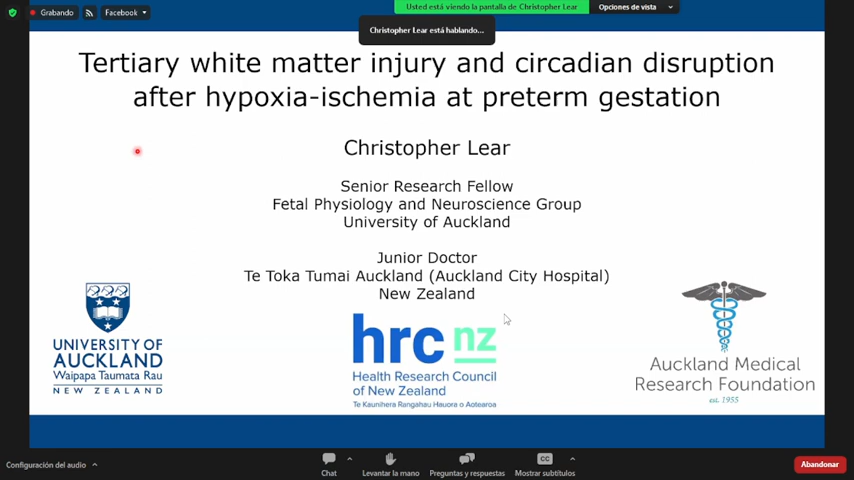 Grabando
Facebook
Usted está viendo la pantalla de Christopher Lear
Opciones de vista
Christopher Lear está hablando...
Tertiary white matter injury and circadian disruption
after hypoxia-ischemia at preterm gestation
Christopher Lear
Senior Research Fellow
Fetal Physiology and Neuroscience Group
University of Auckland
Junior Doctor
Te Toka Tumai Auckland (Auckland City Hospital)
New Zealand
UNIVERSITY OF
AUCKLAND
Waipapa Taumata Rau
NEW ZEALAND
hrc nz
Health Research Council
of New Zealand
Te Kaunihera Rangahau Hauora o Aotearoa
Auckland Medical
Research Foundation
est. 1955
Configuración del audio
Chat
Levantar la mano
Preguntas y respuestas
CC
Mostrar subtítulos
Abandonar